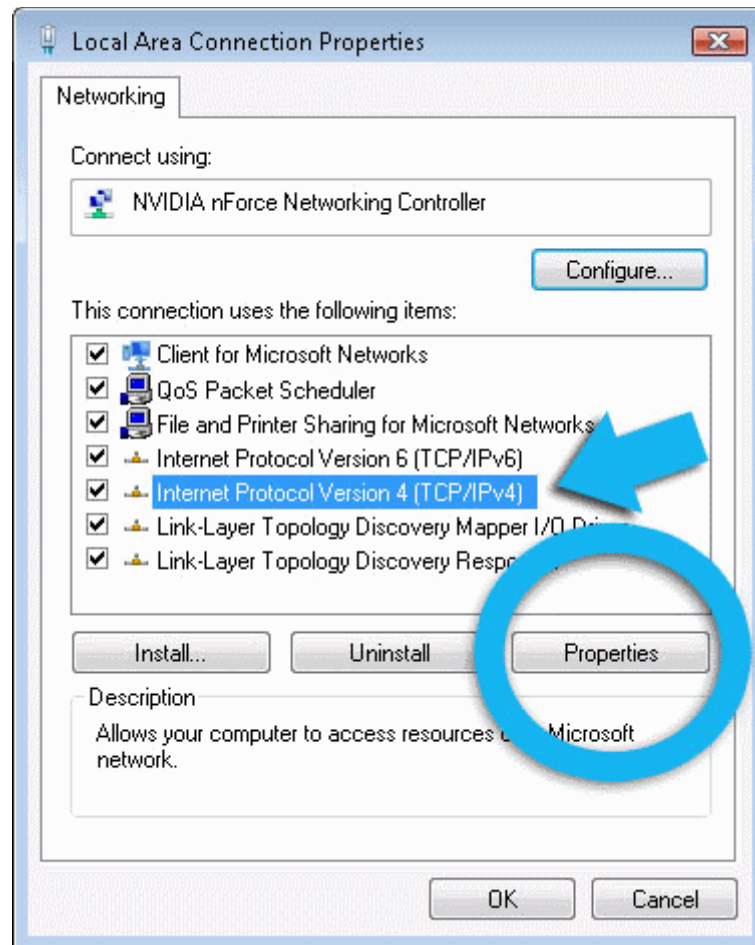 Local Area Connection Properties
Networking
Connect using:
NVIDIA nForce Networking Controller
Configure...
This connection uses the following items:
Client for Microsoft Networks
QoS Packet Scheduler
File and Printer Sharing for Microsoft Networks
Internet Protocol Version 6 (TCP/IPv6)
Internet Protocol Version 4 (TCP/IPv4)
Link-Layer Topology Discovery Mapper I/O
Link-Layer Topology Discovery
Install...
Uninstall
Properties
Description
Allows your computer to access resources Microsoft
network.
OK
Cancel